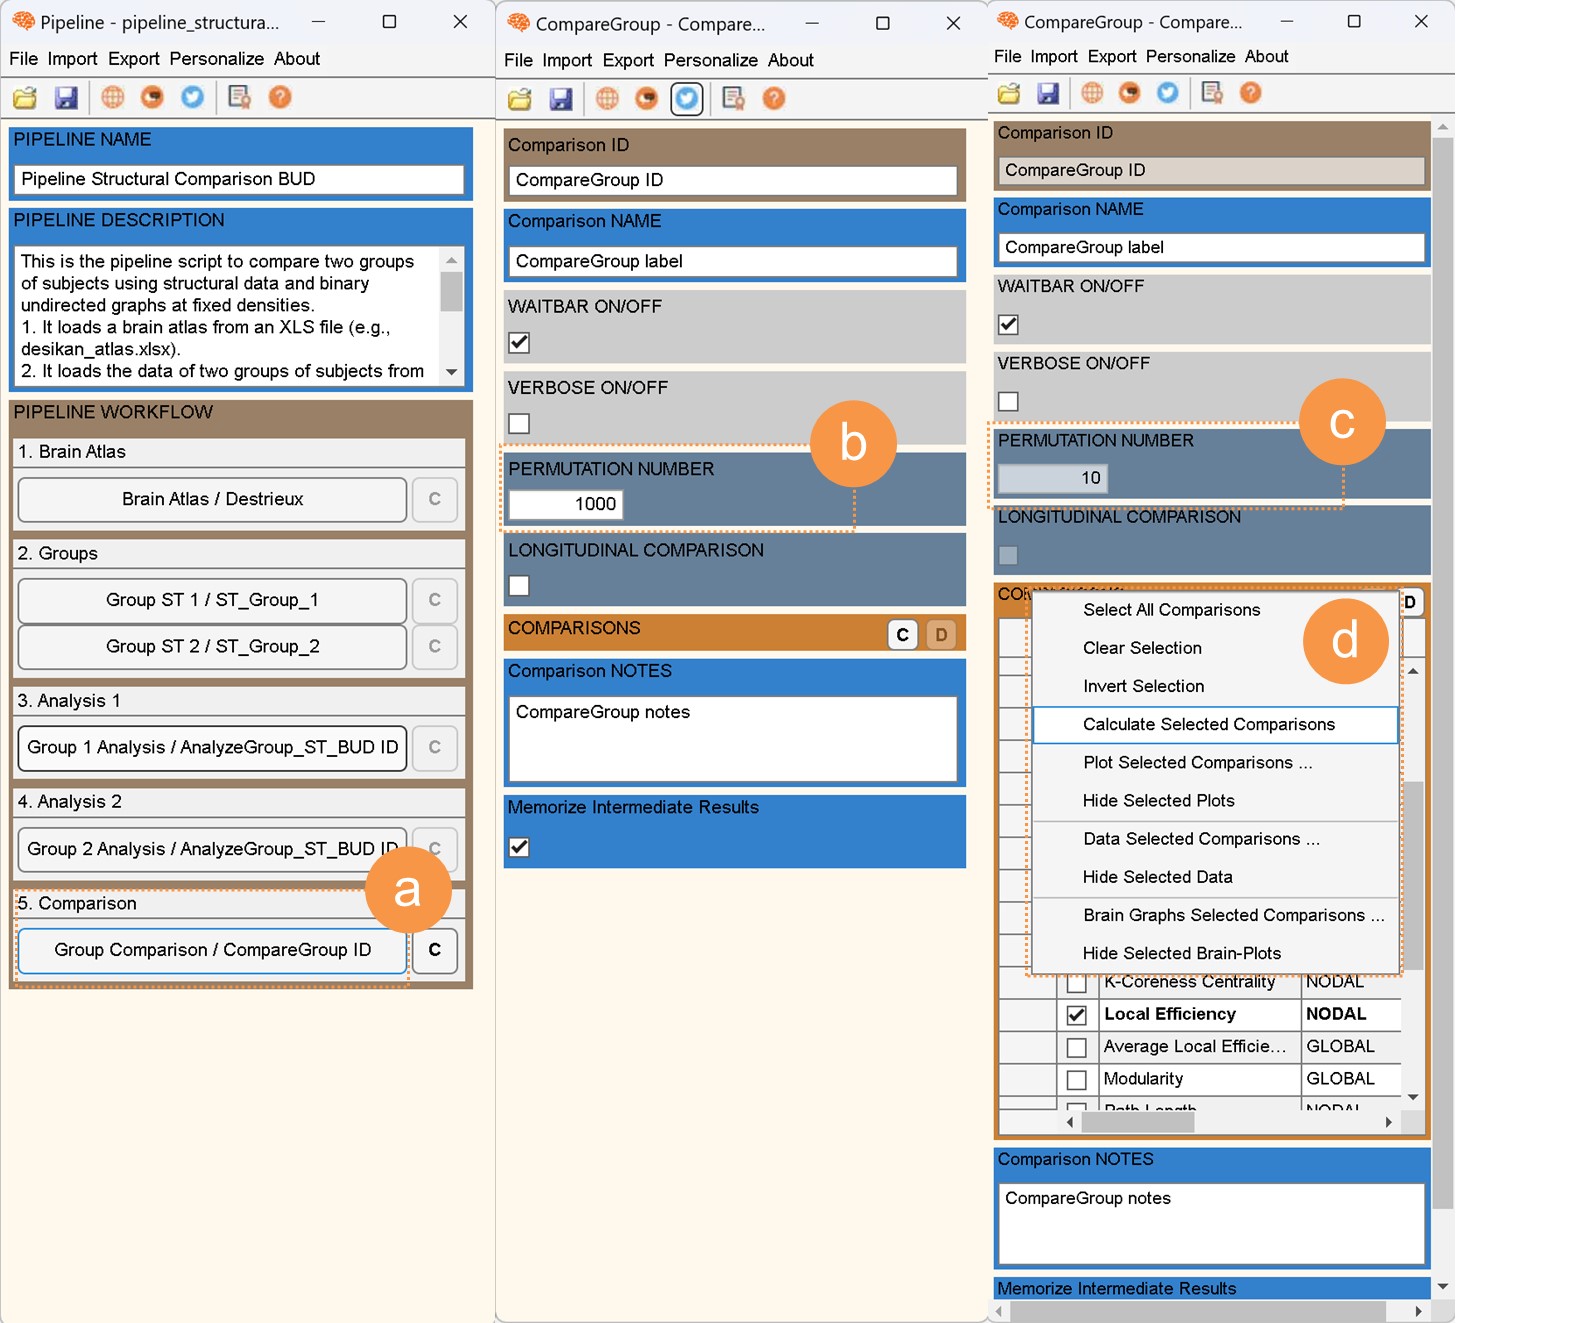 Pipeline - pipeline_structura...
File Import Export Personalize About
PIPELINE NAME
Pipeline Structural Comparison BUD
PIPELINE DESCRIPTION
This is the pipeline script to compare two groups
of subjects using structural data and binary
undirected graphs at fixed densities.
1. It loads a brain atlas from an XLS file (e.g.,
desikan_atlas.xlsx).
2. It loads the data of two groups of subjects from
PIPELINE WORKFLOW
1. Brain Atlas
Brain Atlas / Destrieux C
2. Groups
Group ST 1 / ST_Group_1 C
Group ST 2 / ST_Group_2 C
3. Analysis 1
Group 1 Analysis / AnalyzeGroup_ST_BUD ID C
4. Analysis 2
Group 2 Analysis / AnalyzeGroup_ST_BUD ID C
a
5. Comparison
Group Comparison / CompareGroup ID C
CompareGroup - Compare...
File Import Export Personalize About
Comparison ID
CompareGroup ID
Comparison NAME
CompareGroup label
WAITBAR ON/OFF
VERBOSE ON/OFF
b
PERMUTATION NUMBER
1000
LONGITUDINAL COMPARISON
COMPARISONS C D
Comparison NOTES
CompareGroup notes
Memorize Intermediate Results
CompareGroup - Compare...
File Import Export Personalize About
Comparison ID
CompareGroup ID
Comparison NAME
CompareGroup label
WAITBAR ON/OFF
VERBOSE ON/OFF
c
PERMUTATION NUMBER
10
LONGITUDINAL COMPARISON
D
d
Select All Comparisons
Clear Selection
Invert Selection
Calculate Selected Comparisons
Plot Selected Comparisons ...
Hide Selected Plots
Data Selected Comparisons ...
Hide Selected Data
Brain Graphs Selected Comparisons ...
Hide Selected Brain-Plots
K-Coreness Centrality NODAL
Local Efficiency NODAL
Average Local Efficie... GLOBAL
Modularity GLOBAL
Path Length NODAL
Comparison NOTES
CompareGroup notes
Memorize Intermediate Results